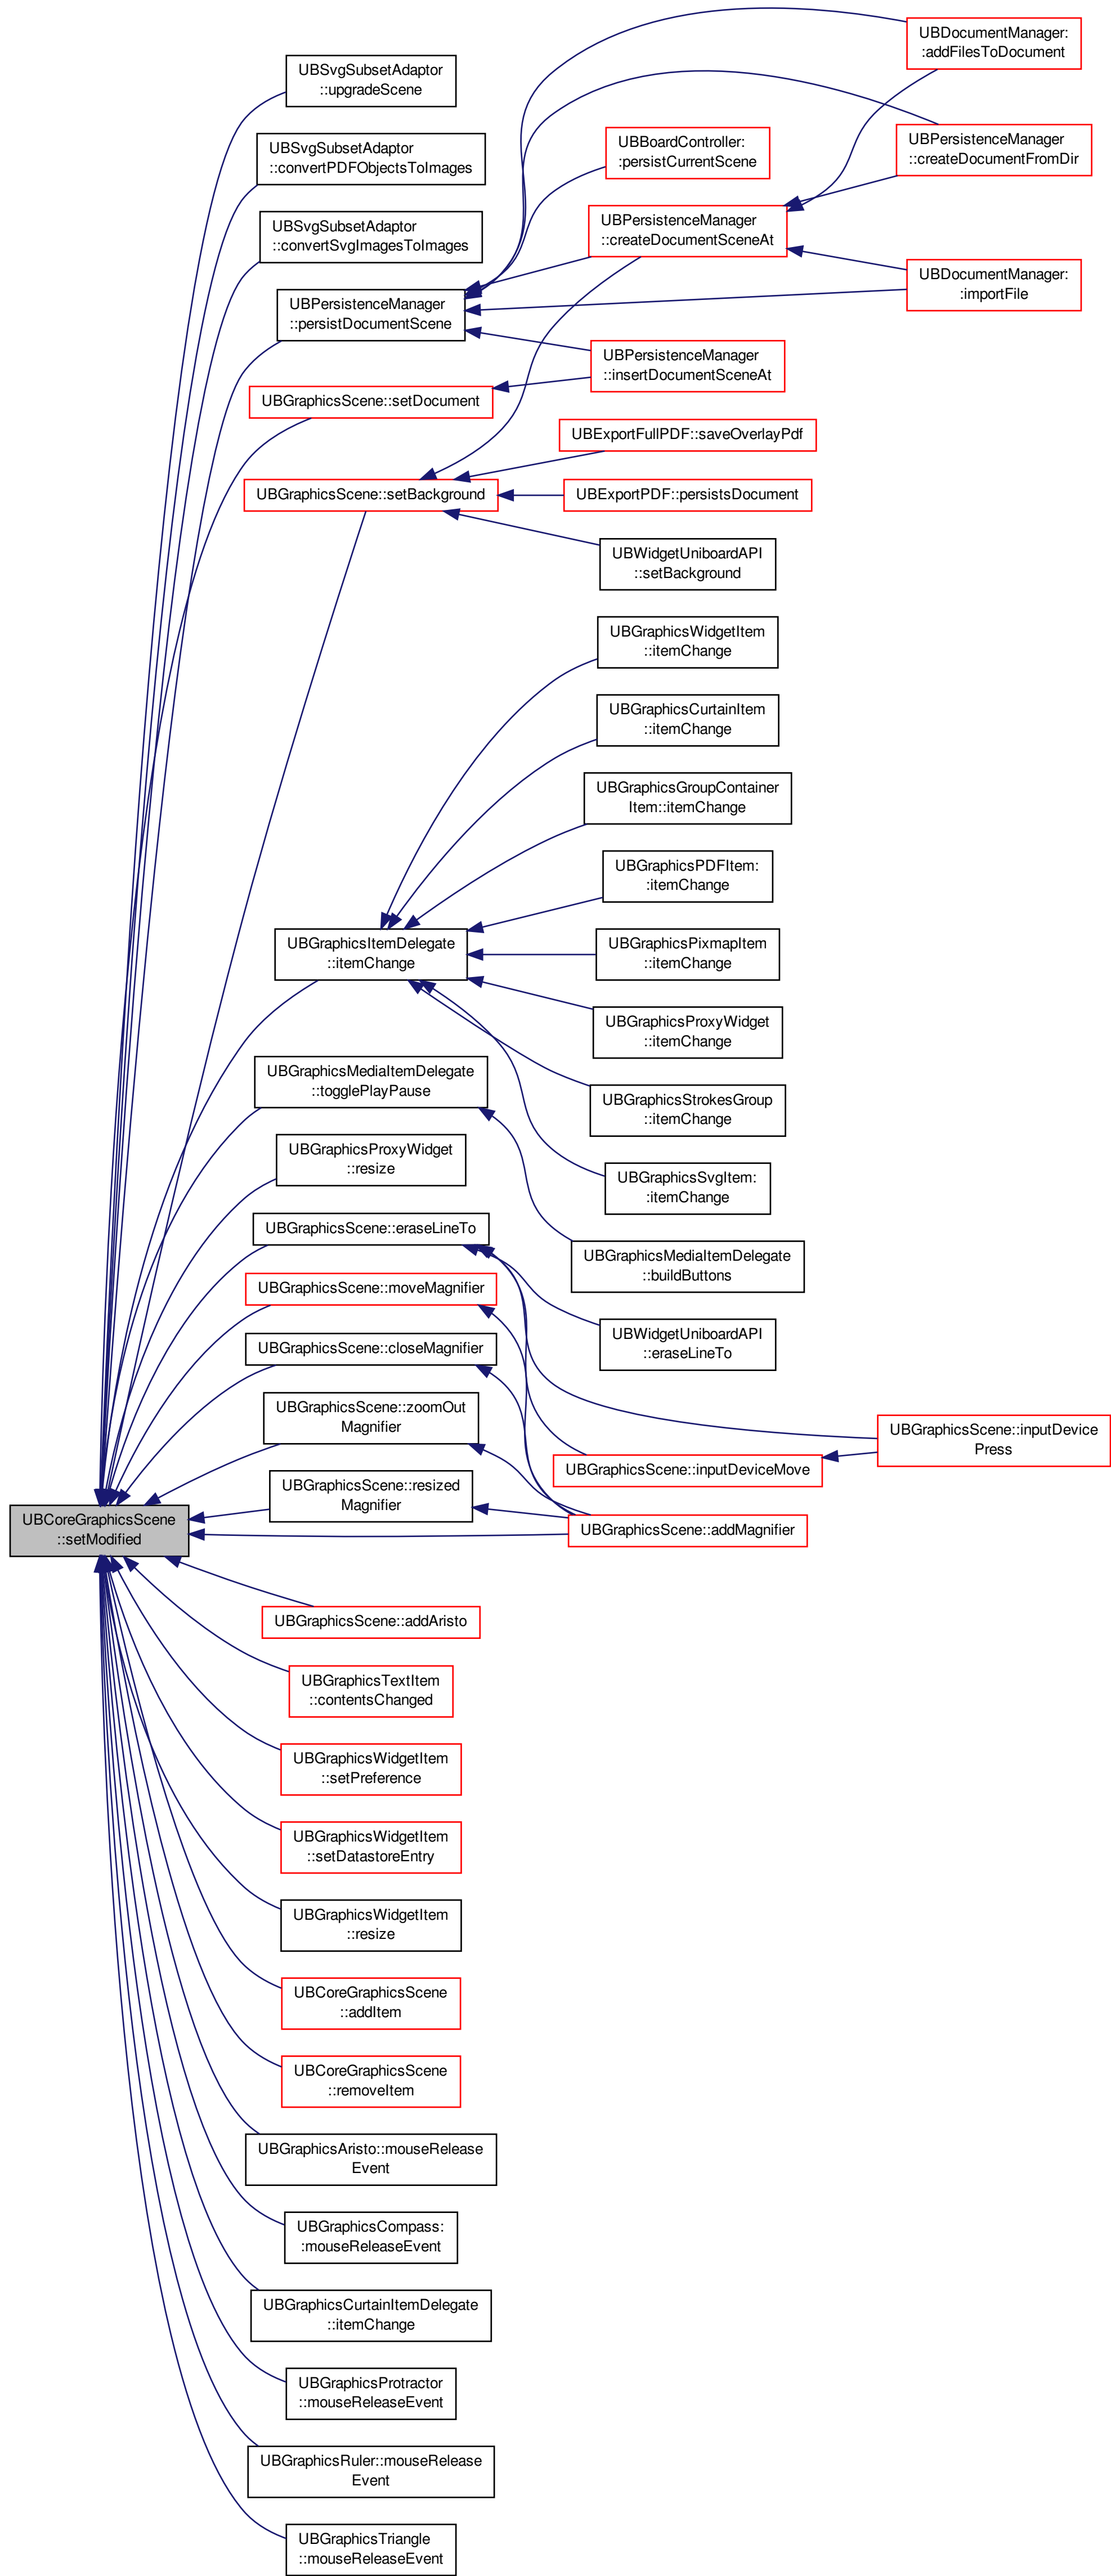 UBDocumentManager:
:addFilesToDocument
UBSvgSubsetAdaptor
::upgradeScene
UBPersistenceManager
::createDocumentFromDir
UBBoardController:
:persistCurrentScene
UBSvgSubsetAdaptor
::convertPDFObjectsToImages
UBPersistenceManager
::createDocumentSceneAt
UBSvgSubsetAdaptor
::convertSvgImagesToImages
UBDocumentManager:
:importFile
UBPersistenceManager
::persistDocumentScene
UBPersistenceManager
::insertDocumentSceneAt
UBGraphicsScene::setDocument
UBExportFullPDF::saveOverlayPdf
UBGraphicsScene::setBackground
UBExportPDF::persistsDocument
UBWidgetUniboardAPI
::setBackground
UBGraphicsWidgetItem
::itemChange
UBGraphicsCurtainItem
::itemChange
UBGraphicsGroupContainer
Item::itemChange
UBGraphicsPDFItem:
:itemChange
UBGraphicsItemDelegate
::itemChange
UBGraphicsPixmapItem
::itemChange
UBGraphicsProxyWidget
::itemChange
UBGraphicsMediaItemDelegate
::togglePlayPause
UBGraphicsStrokesGroup
::itemChange
UBGraphicsProxyWidget
::resize
UBGraphicsSvgItem:
:itemChange
UBGraphicsScene::eraseLineTo
UBGraphicsMediaItemDelegate
::buildButtons
UBGraphicsScene::moveMagnifier
UBWidgetUniboardAPI
::eraseLineTo
UBGraphicsScene::closeMagnifier
UBGraphicsScene::zoomOut
Magnifier
UBGraphicsScene::inputDevice
Press
UBGraphicsScene::inputDeviceMove
UBGraphicsScene::resized
Magnifier
UBCoreGraphicsScene
::setModified
UBGraphicsScene::addMagnifier
UBGraphicsScene::addAristo
UBGraphicsTextItem
::contentsChanged
UBGraphicsWidgetItem
::setPreference
UBGraphicsWidgetItem
::setDatastoreEntry
UBGraphicsWidgetItem
::resize
UBCoreGraphicsScene
::addItem
UBCoreGraphicsScene
::removeItem
UBGraphicsAristo::mouseRelease
Event
UBGraphicsCompass:
:mouseReleaseEvent
UBGraphicsCurtainItemDelegate
::itemChange
UBGraphicsProtractor
::mouseReleaseEvent
UBGraphicsRuler::mouseRelease
Event
UBGraphicsTriangle
::mouseReleaseEvent